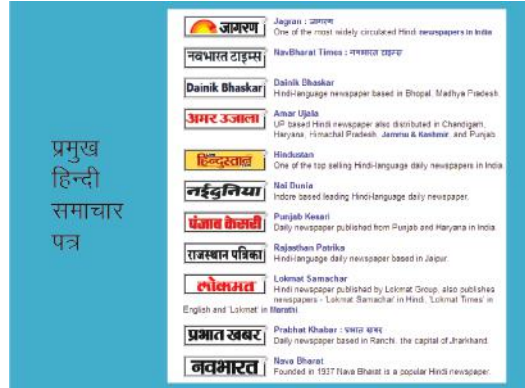 प्रमुख
हिन्दी
समाचार
पत्र
जागरण
Jagran : जागरण
One of the most widely circulated Hindi newspapers in India
नवभारत टाइम्स
NavBharat Times : नवभारत टाइम्स
Dainik Bhaskar
Dainik Bhaskar
Hindi-language newspaper based in Bhopal, Madhya Pradesh.
अमर उजाला
Amar Ujala
UP based Hindi newspaper also distributed in Chandigarh,
Haryana, Himachal Pradesh, Jammu & Kashmir, and Punjab.
हिन्दुस्तान
Hindustan
One of the top selling Hindi-language daily newspapers in India.
नईदुनिया
Nai Dunia
Indore based leading Hindi-language daily newspaper.
पंजाब केसरी
Punjab Kesari
Daily newspaper published from Punjab and Haryana in India.
राजस्थान पत्रिका
Rajasthan Patrika
Hindi-language daily newspaper based in Jaipur.
लोकमत
Lokmat Samachar
Hindi newspaper published by Lokmat Group, also publishes
newspapers - 'Lokmat Samachar' in Hindi, 'Lokmat Times' in
English and 'Lokmat' in Marathi
प्रभात खबर
Prabhat Khabar : प्रभात खबर
Daily newspaper based in Ranchi, the capital of Jharkhand.
नवभारत
Nava Bharat
Founded in 1937 Nava Bharat is a popular Hindi newspaper.